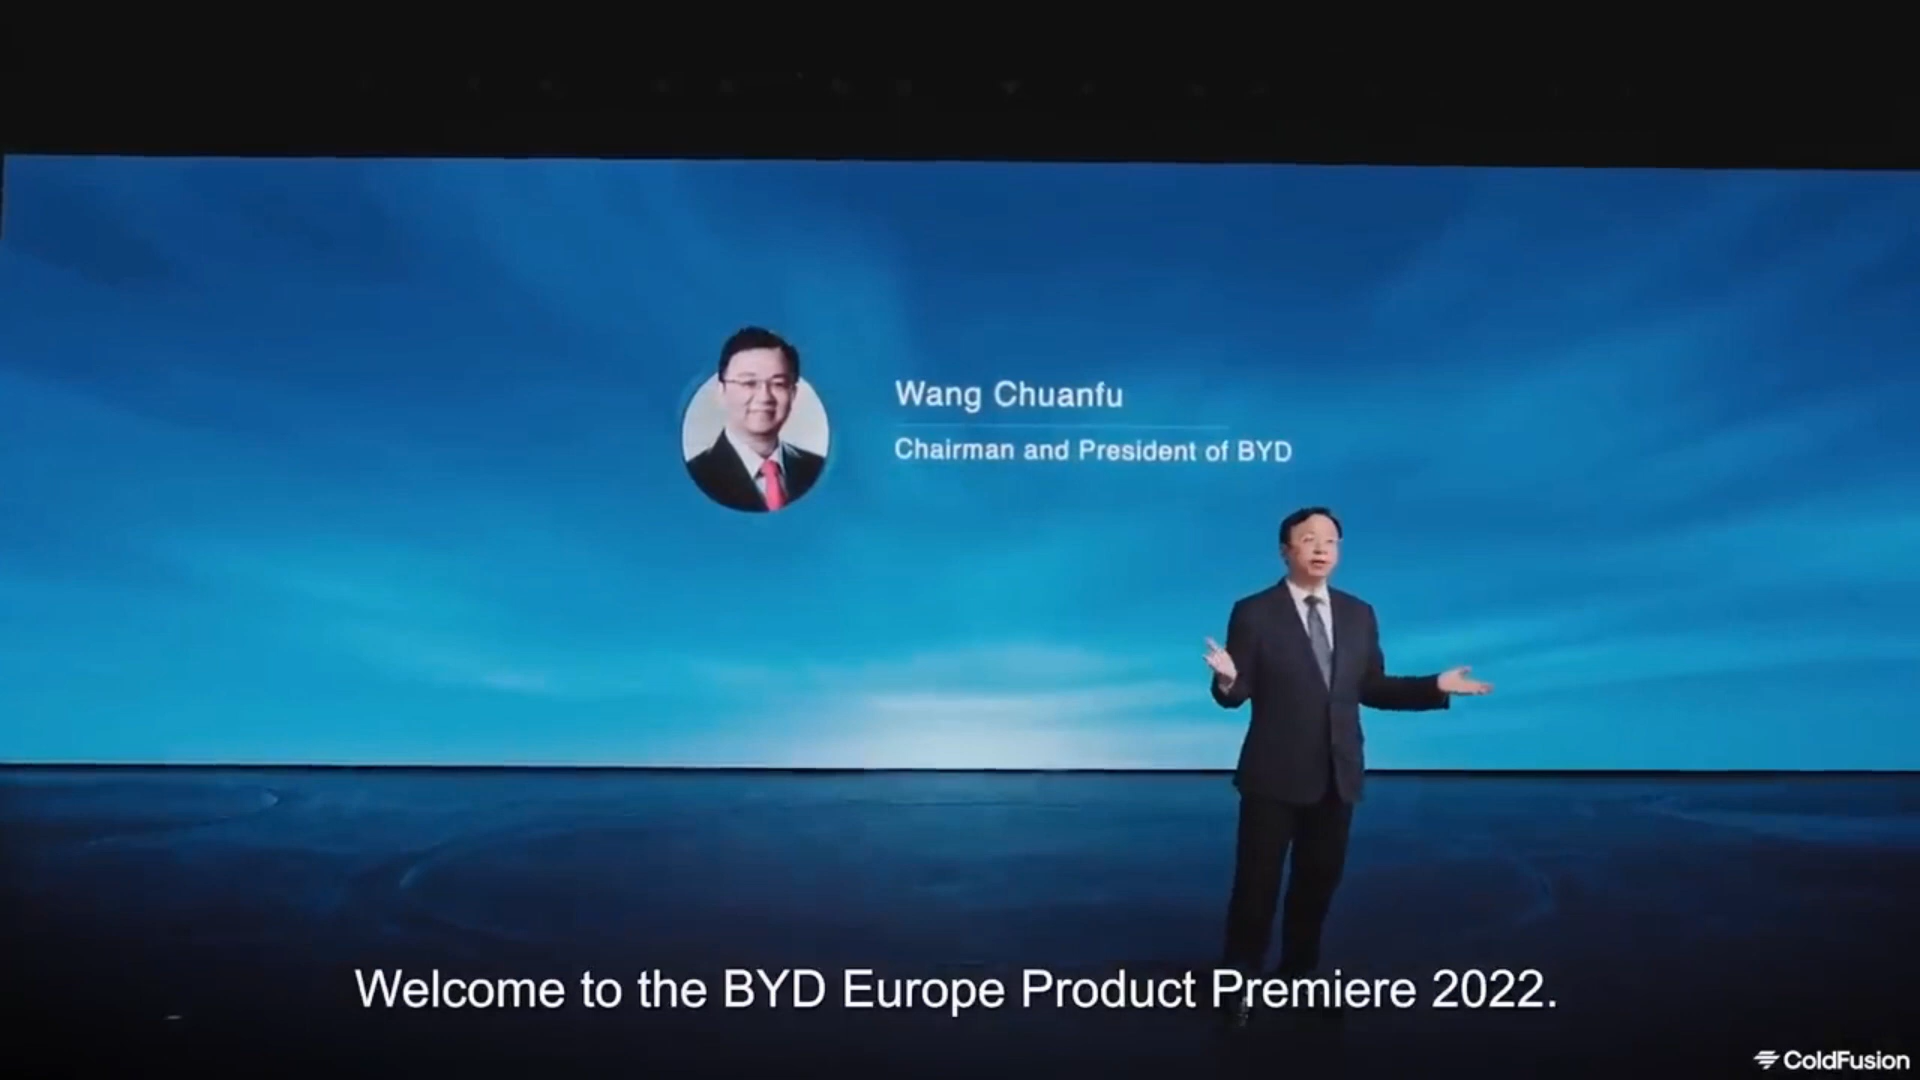 Wang Chuanfu
Chairman and President of BYD
Welcome to the BYD Europe Product Premiere 2022.
ColdFusion